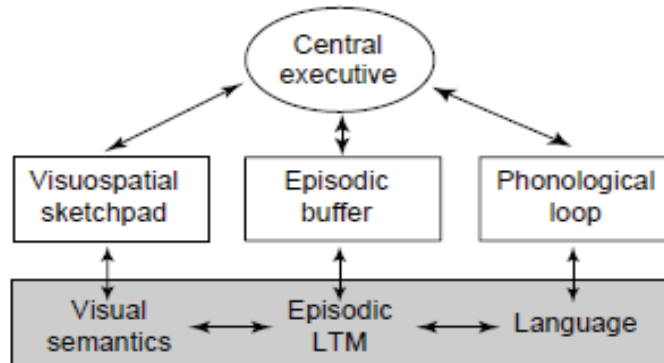 Central
executive
Visuospatial
sketchpad
Episodic
buffer
Phonological
loop
Visual
semantics
Episodic
LTM
Language